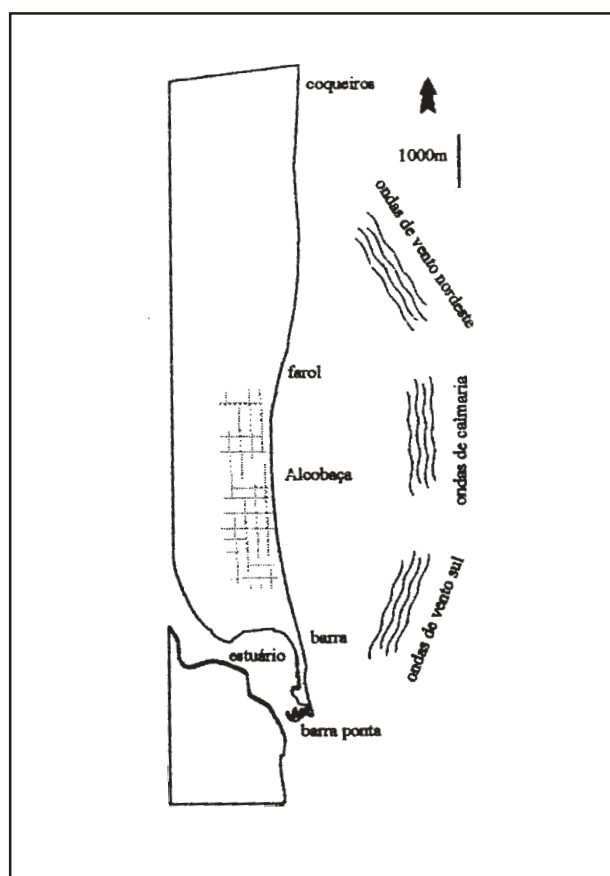 coqueiros
1000m
ondas de vento nordeste
farol
ondas de calmaria
Alcobaça
ondas de vento sul
barra
estuário
barra ponta